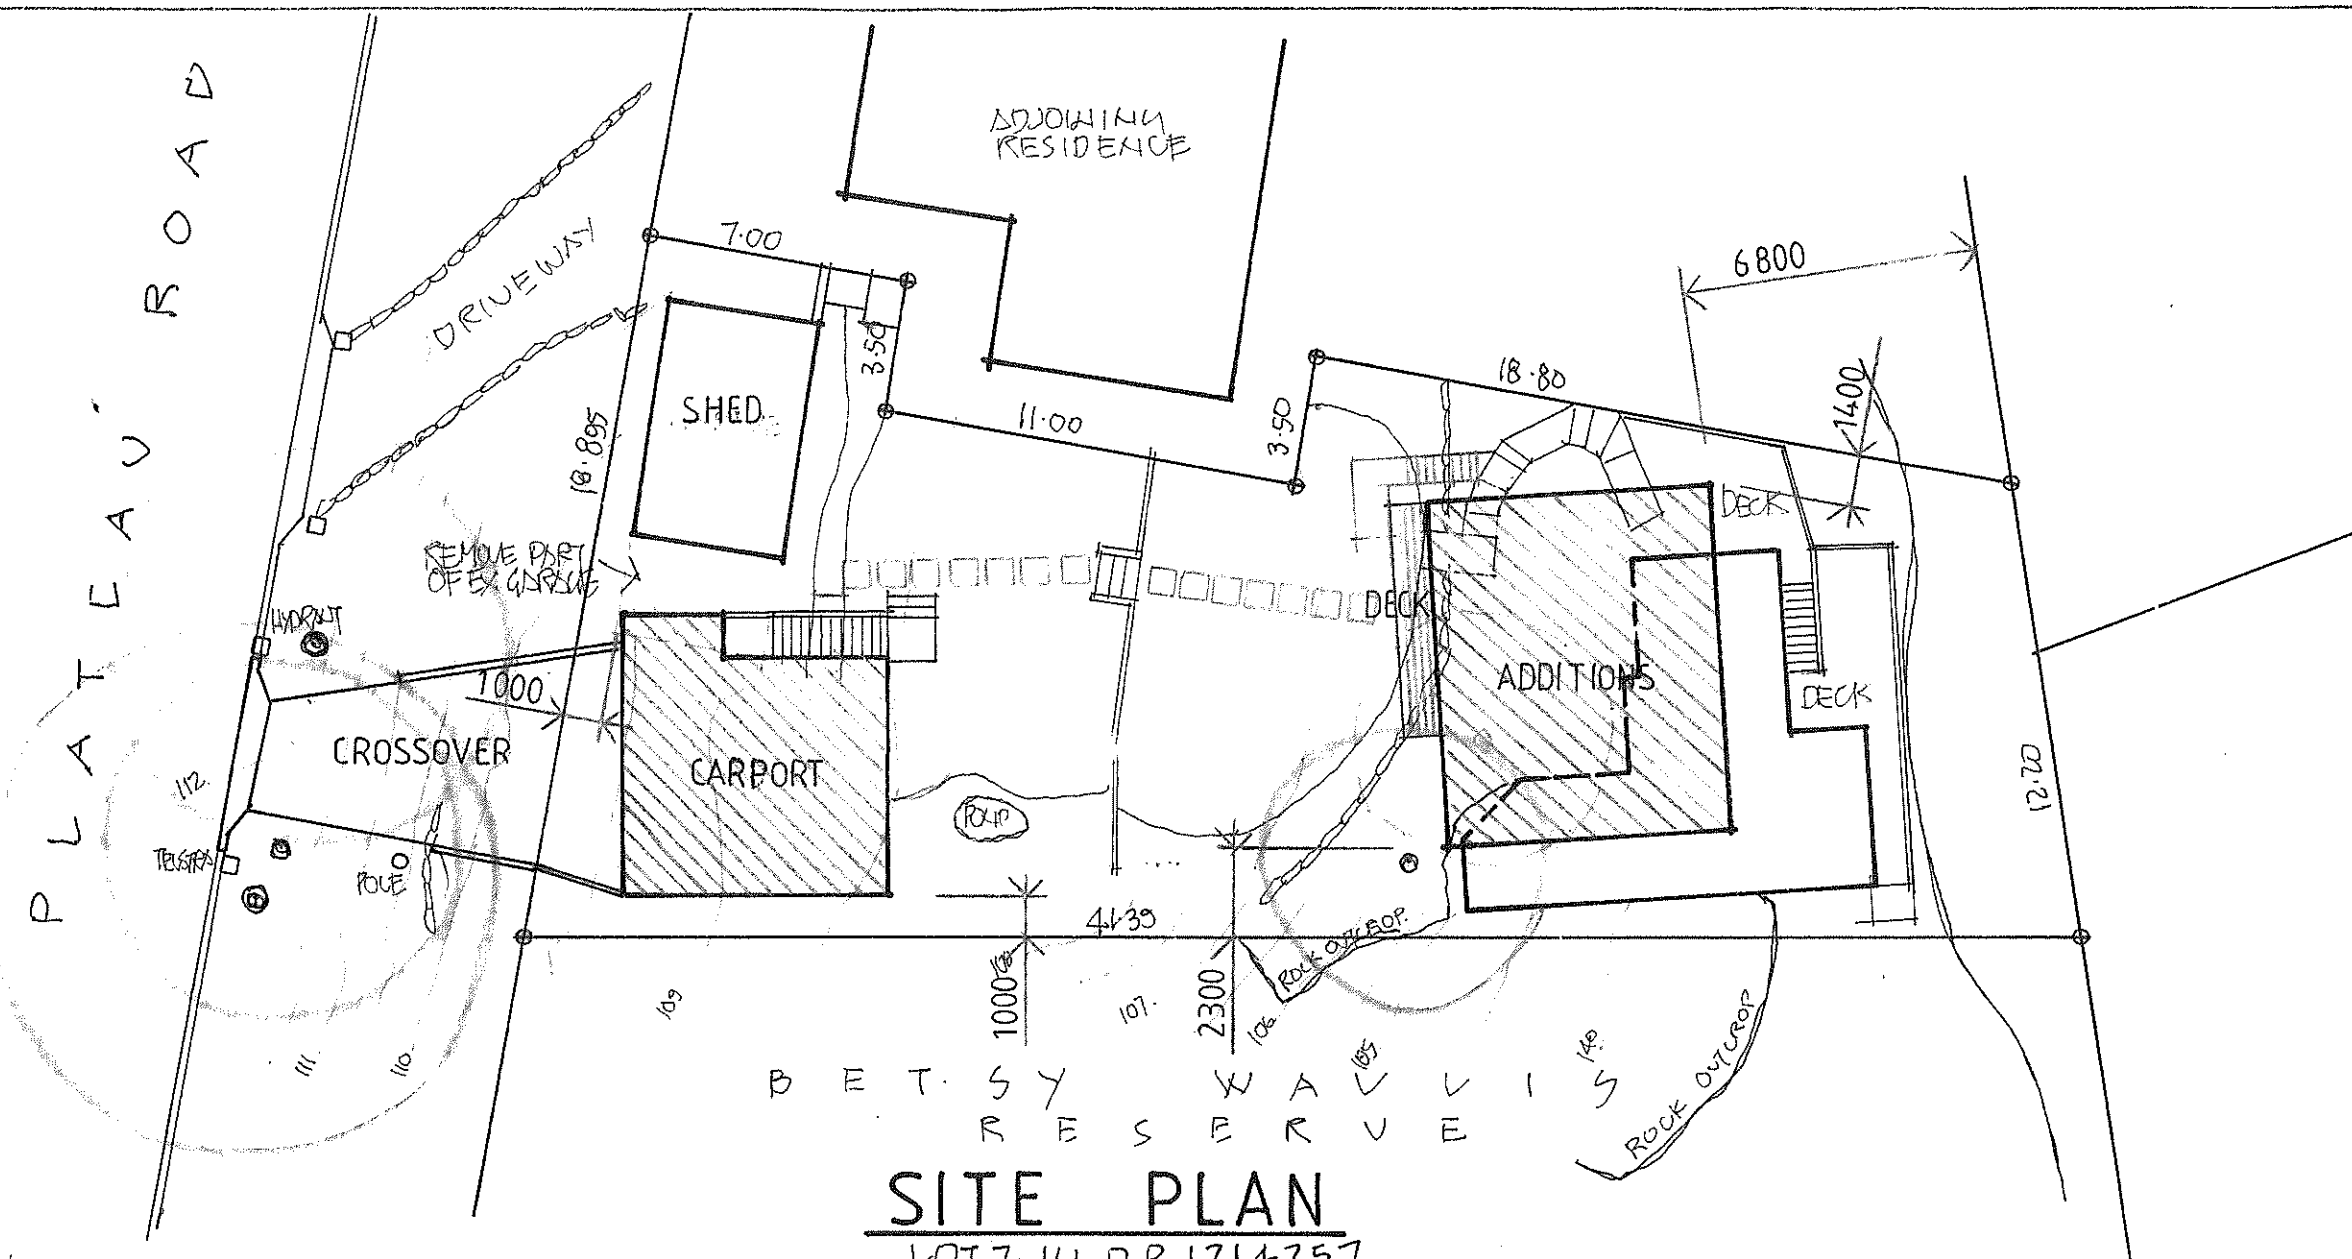 PLATEAU ROAD
ADJOINING
RESIDENCE
DRIVEWAY
7.00
3.50
SHED
18.895
11.00
3.50
18.80
6800
1400
REMOVE PART
OF EX GARAGE
HYDRANT
1000
CROSSOVER
CARPORT
112
TELSTRA
POLE
POND
DECK
ADDITIONS
DECK
DECK
12.20
41.39
ROCK OUTCROP
1000
2300
109
107.
106
105
111
110
ROCK OUTCROP
BETSY WALLIS
RESERVE
SITE PLAN